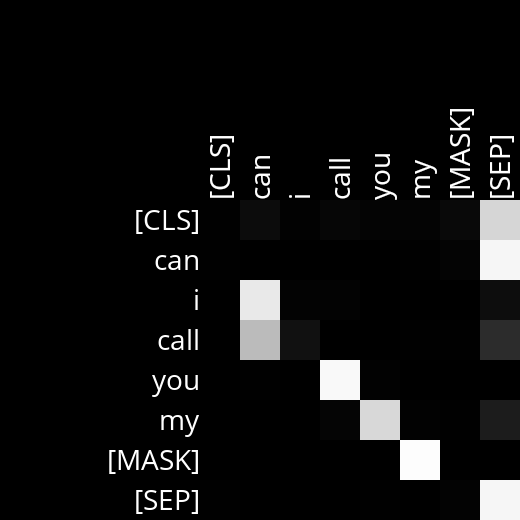 [CLS]
can
i
call
you
my
[MASK]
[SEP]
[CLS]
can
i
call
you
my
[MASK]
[SEP]